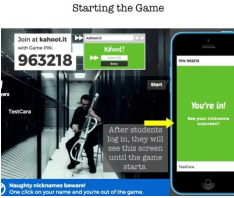 Starting the Game
Join at kahoot.it
with Game PIN:
963218
kahoot.it
Kahoot!
Start
TestCara
After students
log in, they will
see this screen
until the game
starts.
Naughty nicknames beware!
One click on your name and you're out of the game.
PIN: 963218
You're in!
See your nickname
onscreen?
TestCara